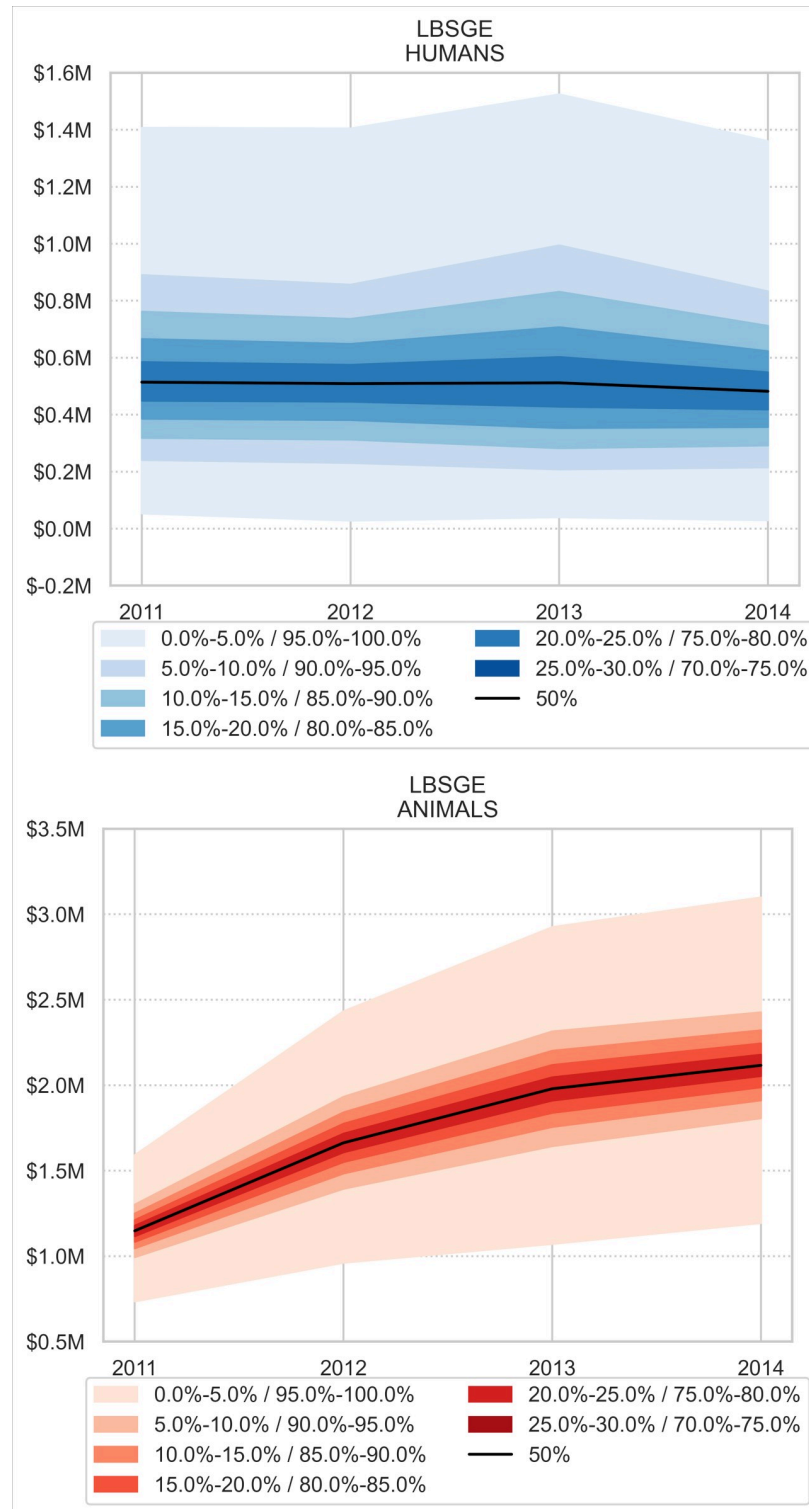 LBSGE
HUMANS
$1.6M
$1.4M
$1.2M
$1.0M
$0.8M
$0.6M
$0.4M
$0.2M
$0.0M
$-0.2M
2011 2012 2013 2014
0.0%-5.0% / 95.0%-100.0% 20.0%-25.0% / 75.0%-80.0%
5.0%-10.0% / 90.0%-95.0% 25.0%-30.0% / 70.0%-75.0%
10.0%-15.0% / 85.0%-90.0% 50%
15.0%-20.0% / 80.0%-85.0%
LBSGE
ANIMALS
$3.5M
$3.0M
$2.5M
$2.0M
$1.5M
$1.0M
$0.5M
2011 2012 2013 2014
0.0%-5.0% / 95.0%-100.0% 20.0%-25.0% / 75.0%-80.0%
5.0%-10.0% / 90.0%-95.0% 25.0%-30.0% / 70.0%-75.0%
10.0%-15.0% / 85.0%-90.0% 50%
15.0%-20.0% / 80.0%-85.0%